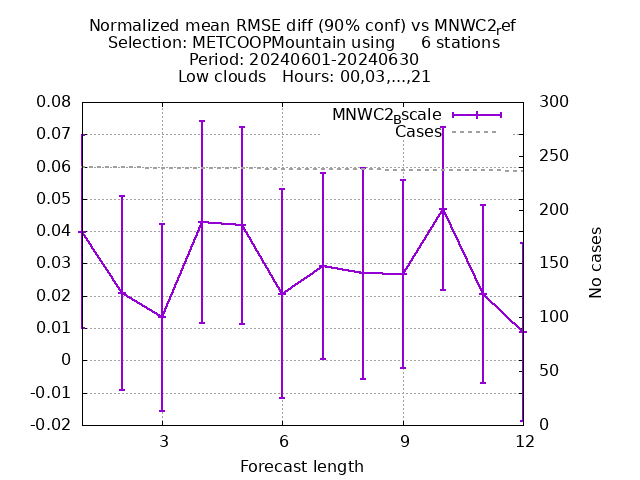 Normalized mean RMSE diff (90% conf) vs MNWC2ref
Selection: METCOOPMountain using 6 stations
Period: 20240601-20240630
Low clouds Hours: 00,03,...,21
MNWC2Bscale
Cases
0.08
0.07
0.06
0.05
0.04
0.03
0.02
0.01
0
-0.01
-0.02
300
250
200
150
100
50
0
No cases
3 6 9 12
Forecast length